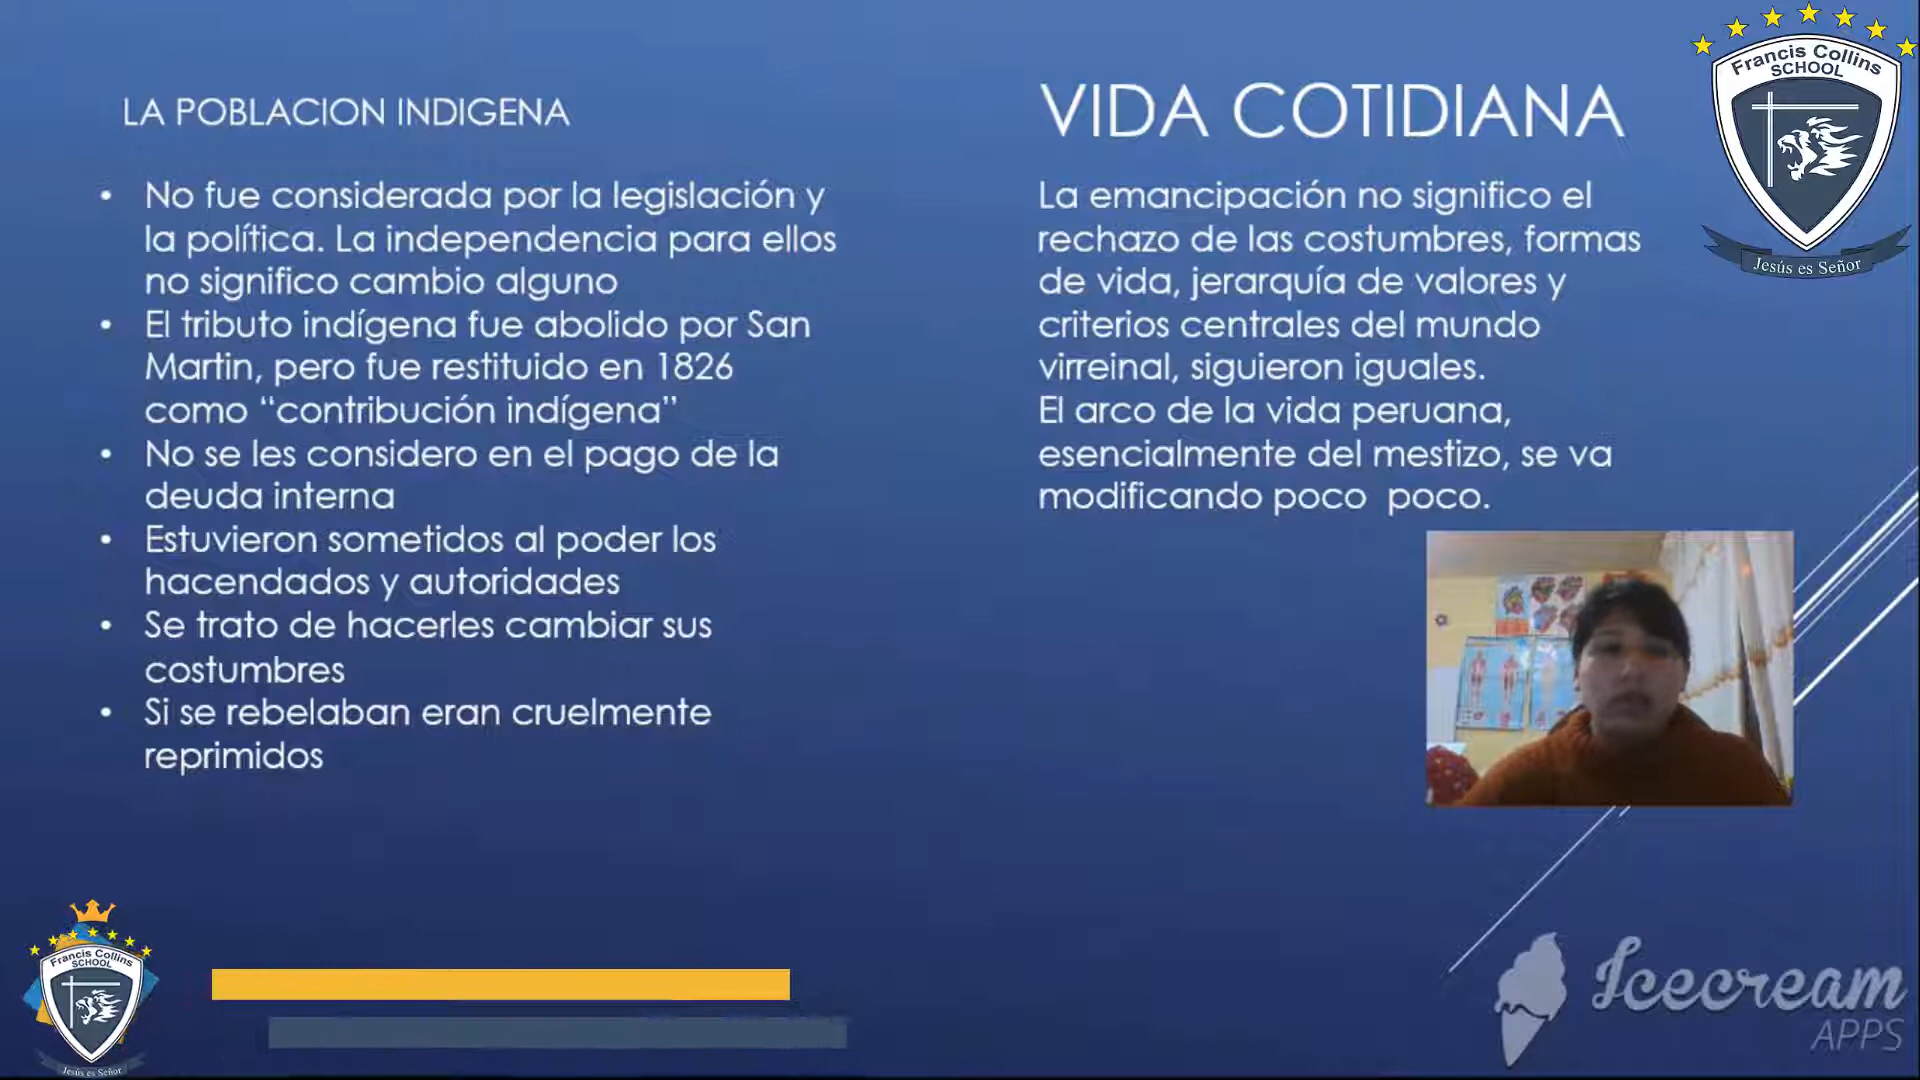 LA POBLACION INDIGENA
• No fue considerada por la legislación y
la política. La independencia para ellos
no significo cambio alguno
• El tributo indígena fue abolido por San
Martin, pero fue restituido en 1826
como “contribución indígena”
• No se les considero en el pago de la
deuda interna
• Estuvieron sometidos al poder los
hacendados y autoridades
• Se trato de hacerles cambiar sus
costumbres
• Si se rebelaban eran cruelmente
reprimidos
VIDA COTIDIANA
La emancipación no significo el
rechazo de las costumbres, formas
de vida, jerarquía de valores y
criterios centrales del mundo
virreinal, siguieron iguales.
El arco de la vida peruana,
esencialmente del mestizo, se va
modificando poco  poco.
Francis Collins
SCHOOL
Jesús es Señor
Francis Collins
SCHOOL
Jesús es Señor
Icecream
APPS